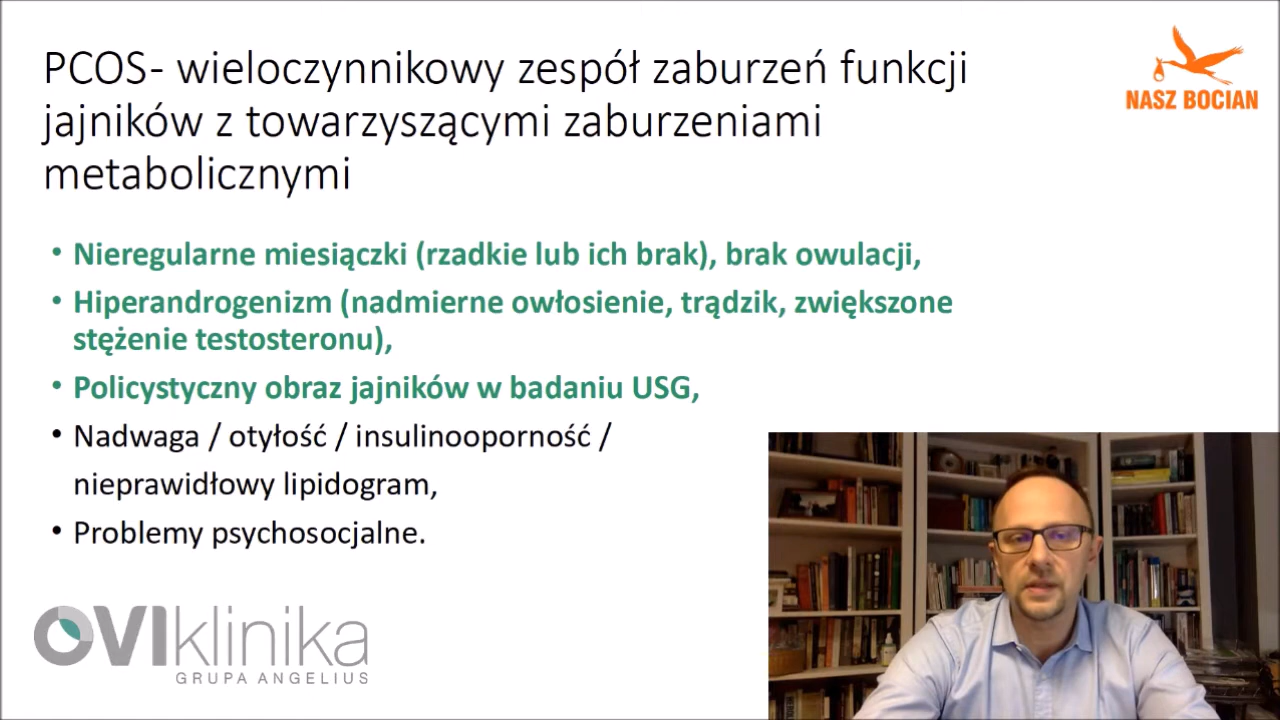 PCOS- wieloczynnikowy zespół zaburzeń funkcji
jajników z towarzyszącymi zaburzeniami
metabolicznymi
NASZ BOCIAN
• Nieregularne miesiączki (rzadkie lub ich brak), brak owulacji,
• Hiperandrogenizm (nadmierne owłosienie, trądzik, zwiększone
stężenie testosteronu),
• Policystyczny obraz jajników w badaniu USG,
• Nadwaga / otyłość / insulinooporność /
nieprawidłowy lipidogram,
• Problemy psychosocjalne.
OVIklinika
GRUPA ANGELIUS